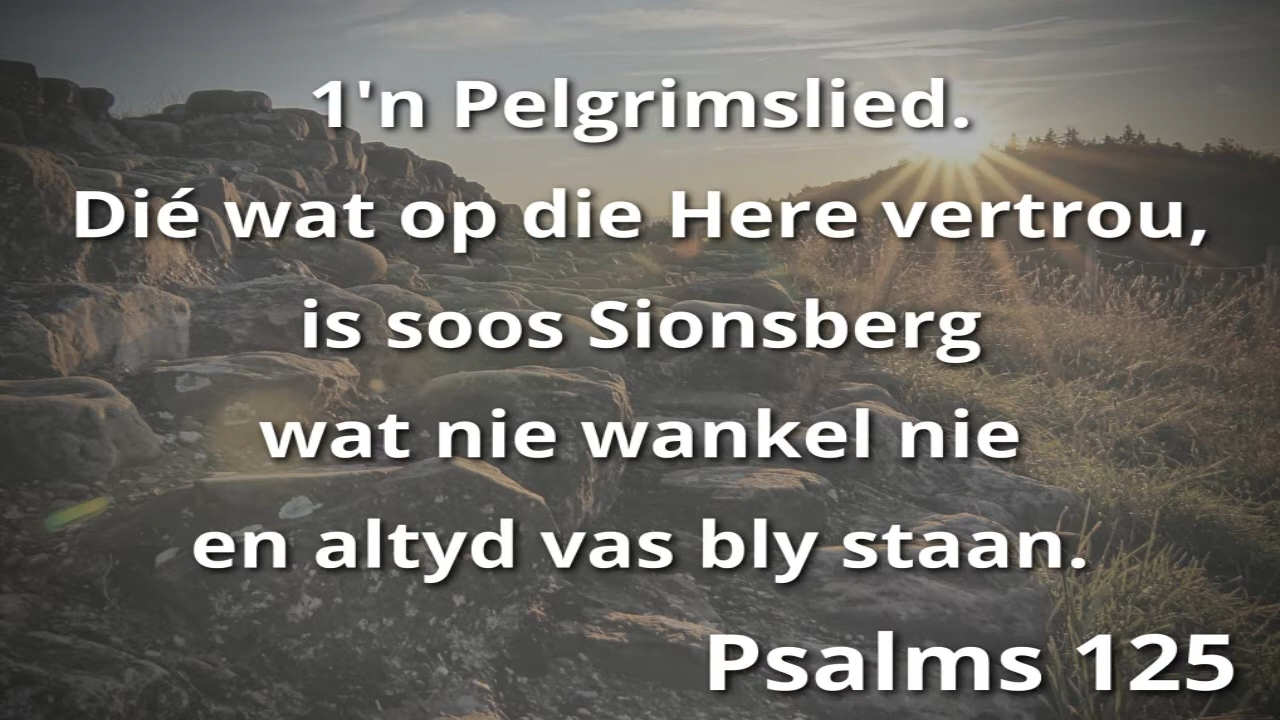 1'n Pelgrimslied.
Dié wat op die Here vertrou,
is soos Sionsberg
wat nie wankel nie
en altyd vas bly staan.
Psalms 125